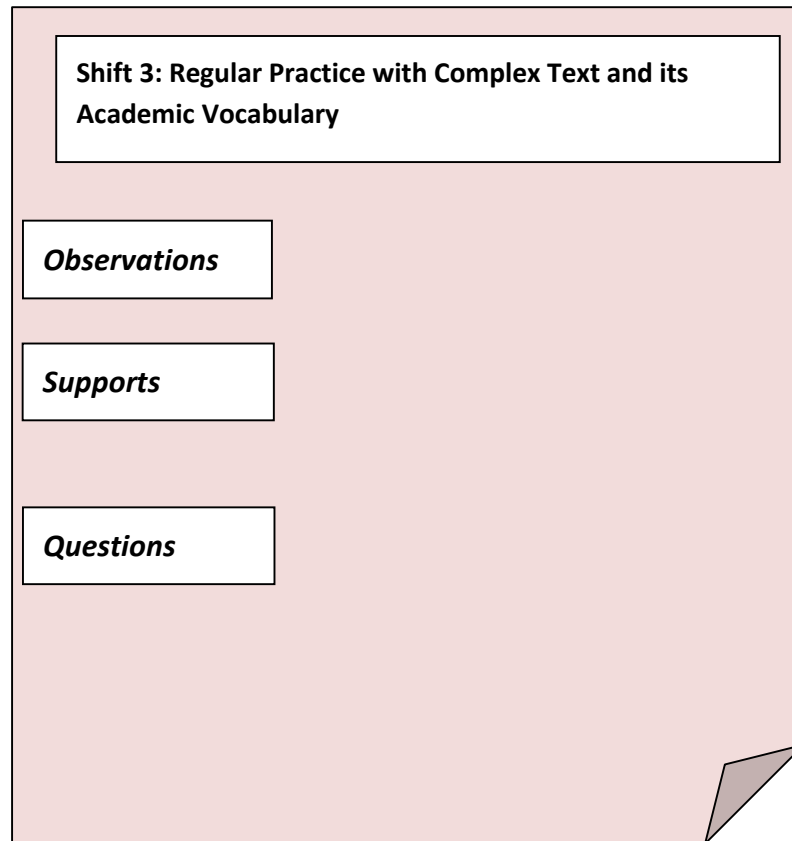 Shift 3: Regular Practice with Complex Text and its
Academic Vocabulary
Observations
Supports
Questions